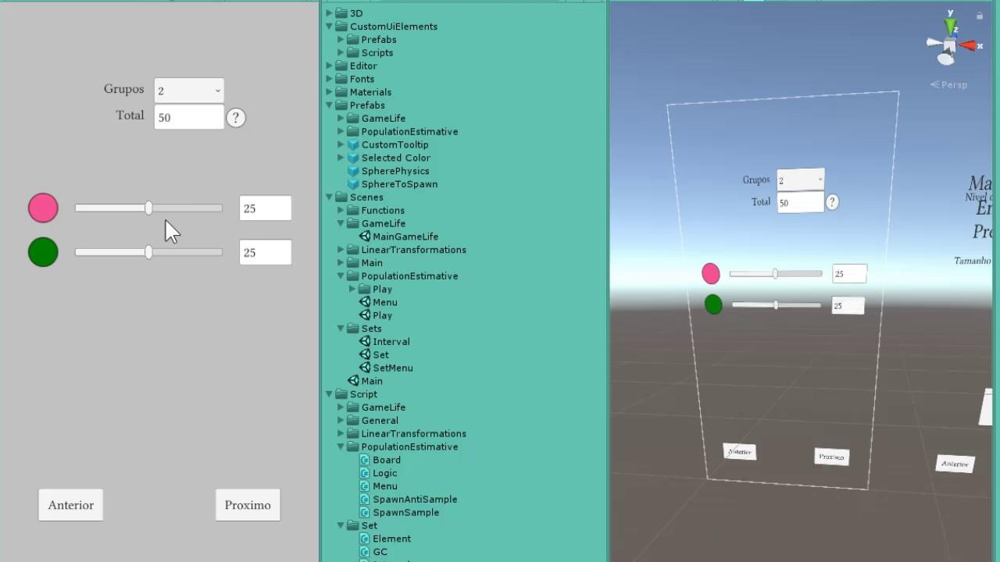 Grupos
2
Total
50
?
25
25
Anterior
Proximo
3D
CustomUiElements
Prefabs
Scripts
Editor
Fonts
Materials
Prefabs
GameLife
PopulationEstimative
CustomTooltip
Selected Color
SpherePhysics
SphereToSpawn
Scenes
Functions
GameLife
MainGameLife
LinearTransformations
Main
PopulationEstimative
Play
Menu
Play
Sets
Interval
Set
SetMenu
Main
Script
GameLife
General
LinearTransformations
PopulationEstimative
Board
Logic
Menu
SpawnAntiSample
SpawnSample
Set
Element
GC
y
z
x
Persp
Grupos
2
Total
50
?
25
25
Anterior
Proximo
Ma
Nivel
En
Pro
Tamanho
Anterior